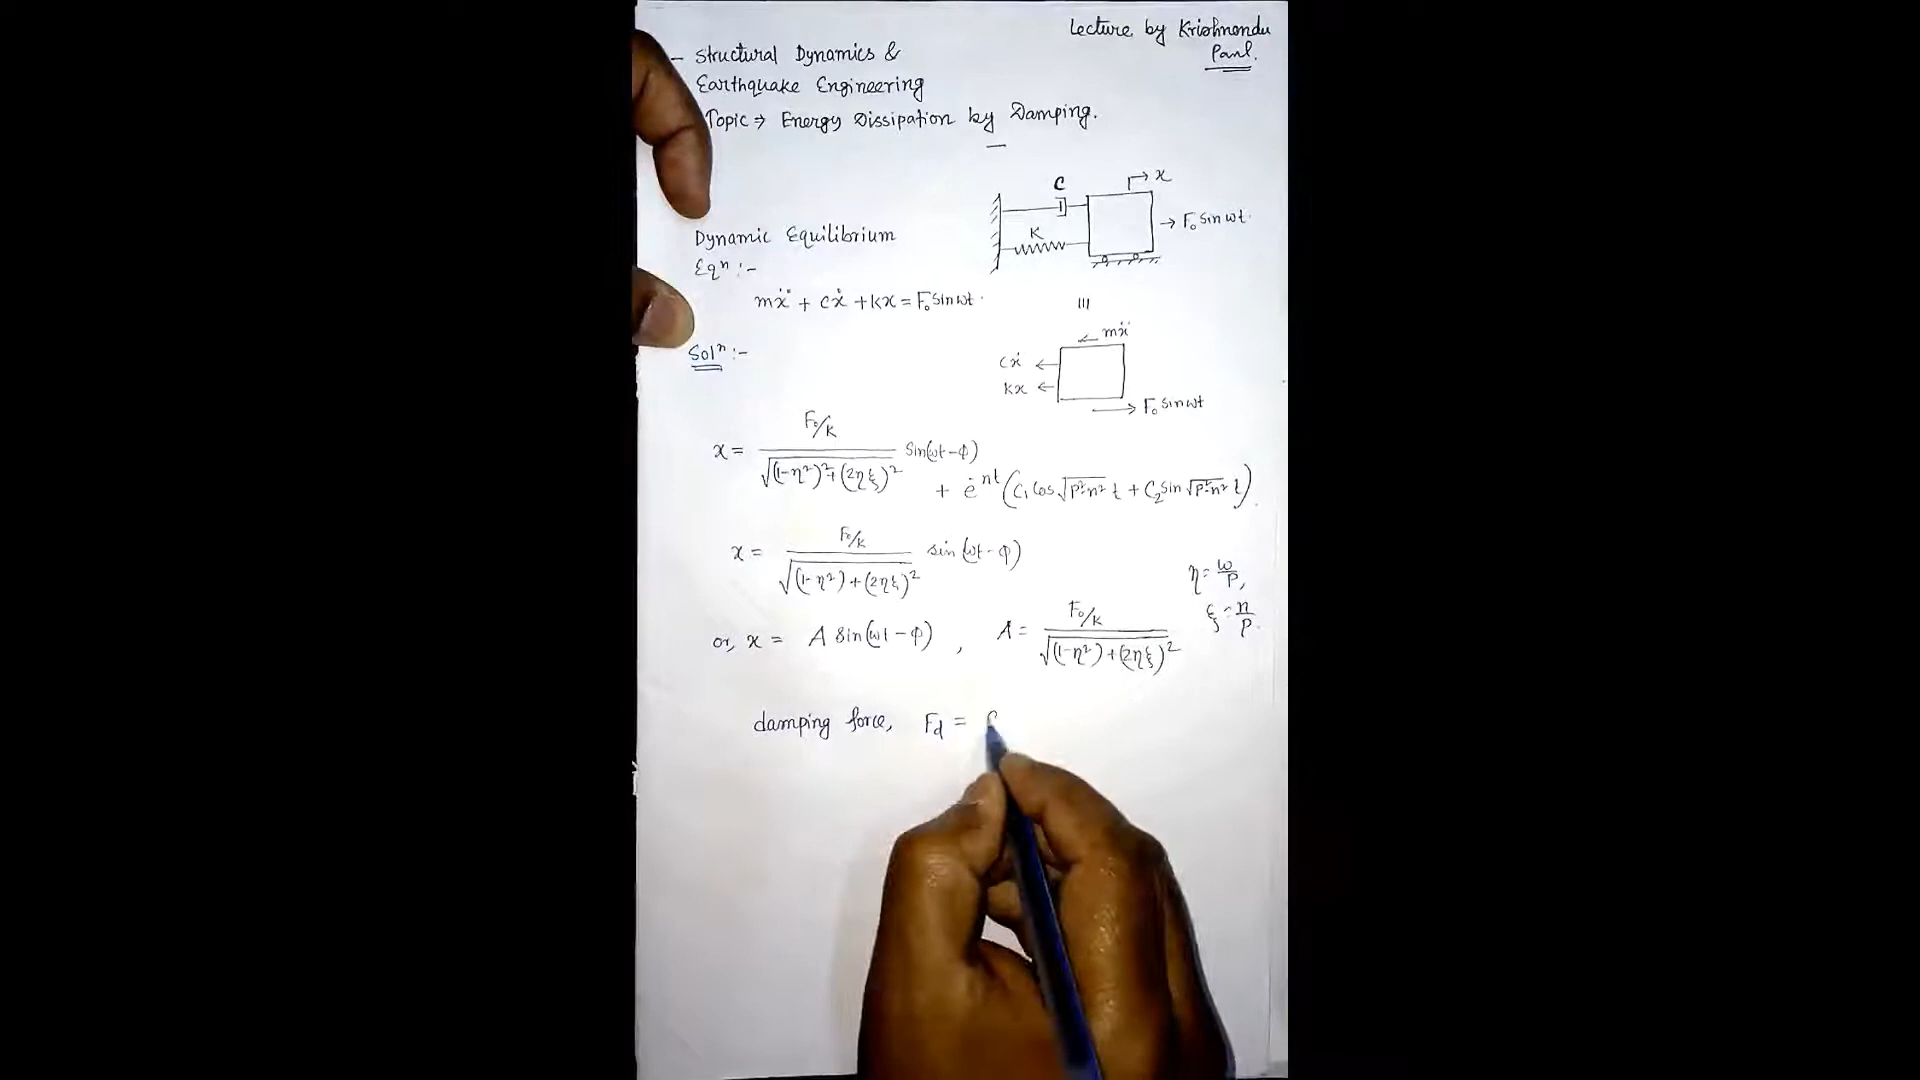 Lecture by Krishnendu
Paul.
- Structural Dynamics &
Earthquake Engineering
Topic ⇒ Energy Dissipation by Damping.
C
→ x
K
→ F₀ sin ωt.
Dynamic Equilibrium
Eqⁿ :-
mẍ + cẋ + kx = F₀ sin ωt.
III
mẍ
cẋ ←
kx ←
→ F₀ sin ωt
Solⁿ :-
x = F₀/K / √((1-η²)² + (2ηξ)²) sin(ωt-φ)
+ e⁻ⁿᵗ (C₁ cos √(p²-n²) t + C₂ sin √(p²-n²) t).
x = F₀/K / √((1-η²) + (2ηξ)²) sin (ωt-φ)
η = ω/p,
ξ = n/p.
or, x = A sin(ωt-φ) , A = F₀/K / √((1-η²) + (2ηξ)²)
damping force, F_d =